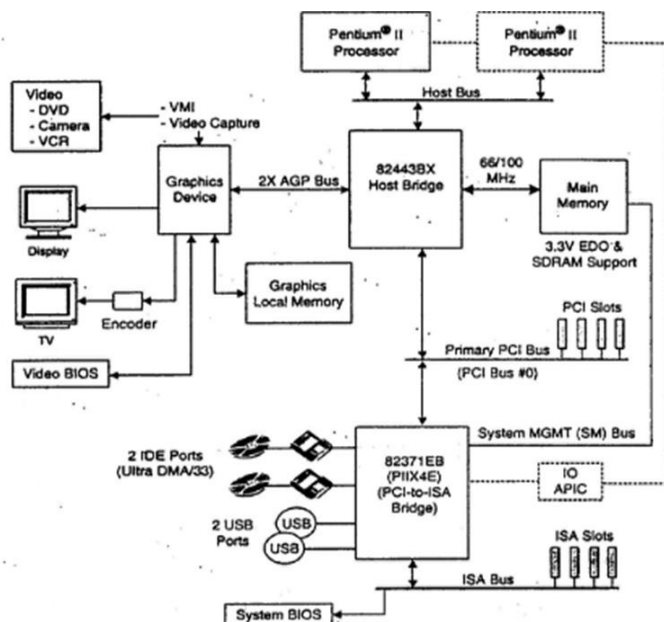 Pentium® II
Processor
Pentium® II
Processor
Host Bus
Video
- DVD
- Camera
- VCR
- VMI
- Video Capture
Graphics
Device
2X AGP Bus
82443BX
Host Bridge
66/100
MHz
Main
Memory
3.3V EDO &
SDRAM Support
Display
TV
Encoder
Graphics
Local Memory
Video BIOS
PCI Slots
Primary PCI Bus
(PCI Bus #0)
System MGMT (SM) Bus
2 IDE Ports
(Ultra DMA/33)
82371EB
(PIIX4E)
(PCI-to-ISA
Bridge)
IO
APIC
2 USB
Ports
USB
USB
ISA Slots
ISA Bus
System BIOS